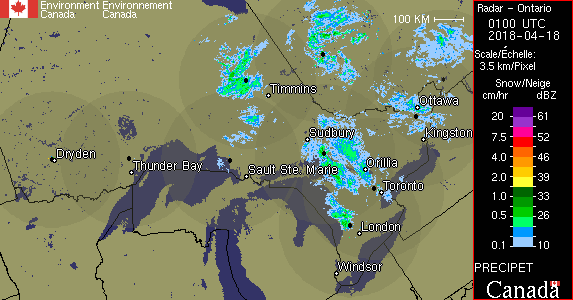 Environment Environnement
Canada Canada
100 KM
Timmins
Ottawa
Sudbury
Kingston
Dryden
Thunder Bay
Sault Ste. Marie
Orillia
Toronto
London
Windsor
Radar - Ontario
0100 UTC
2018-04-18
Scale/Échelle:
3.5 km/Pixel
Snow/Neige
cm/hr dBZ
20 61
7.5 52
4.0 46
2.0 39
1.0 33
0.5 26
0.1 10
PRECIPET
Canada